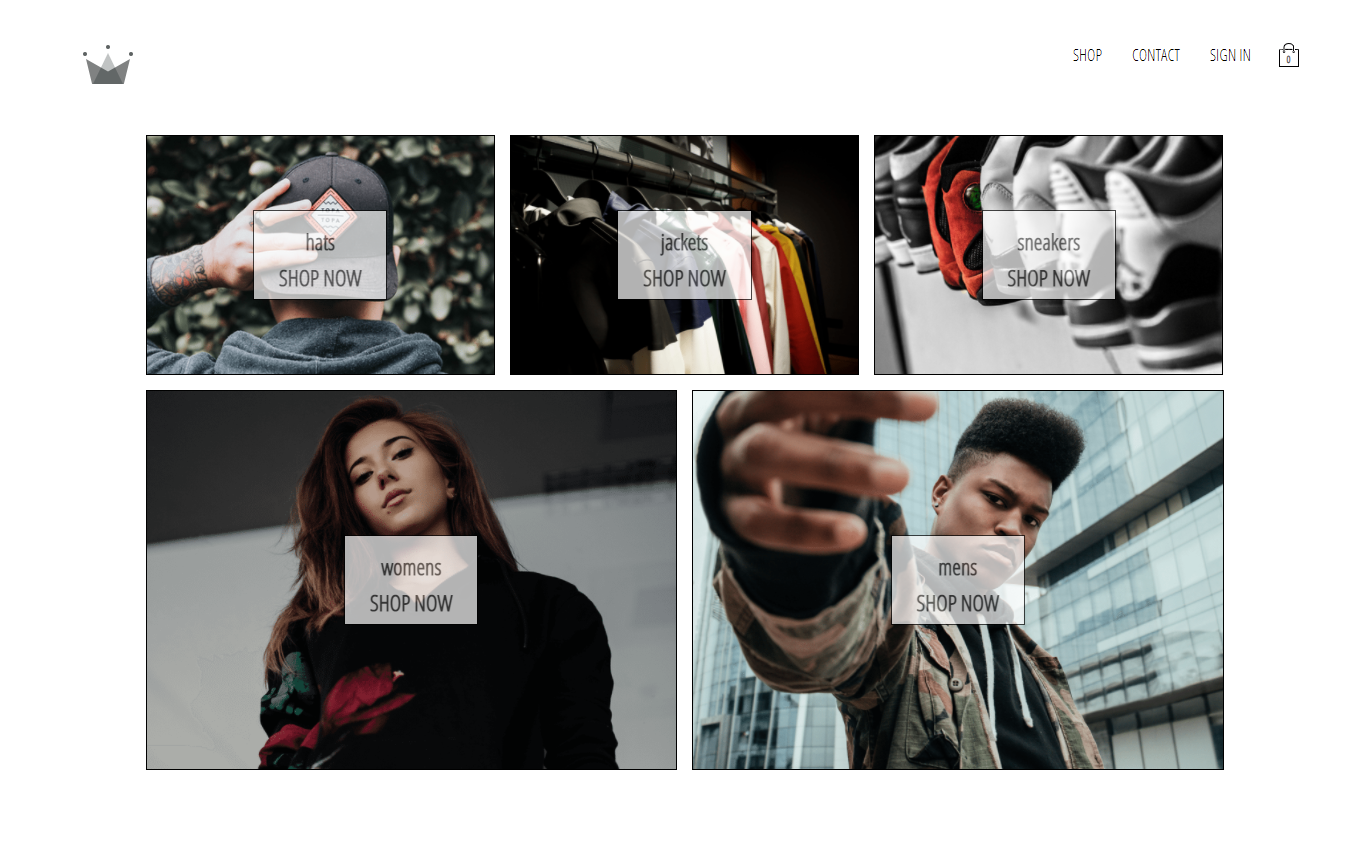 SHOP
CONTACT
SIGN IN
0
hats
SHOP NOW
jackets
SHOP NOW
sneakers
SHOP NOW
womens
SHOP NOW
mens
SHOP NOW